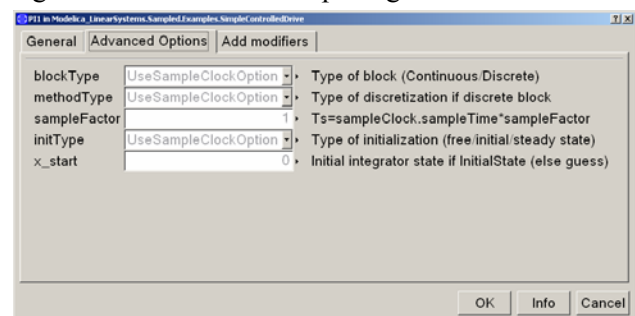 PI1 in Modelica_LinearSystems.Sampled.Examples.SimpleControlledDrive ? X
General Advanced Options Add modifiers
blockType UseSampleClockOption Type of block (Continuous/Discrete)
methodType UseSampleClockOption Type of discretization if discrete block
sampleFactor 1 Ts=sampleClock.sampleTime*sampleFactor
initType UseSampleClockOption Type of initialization (free/initial/steady state)
x_start 0 Initial integrator state if InitialState (else guess)
OK Info Cancel